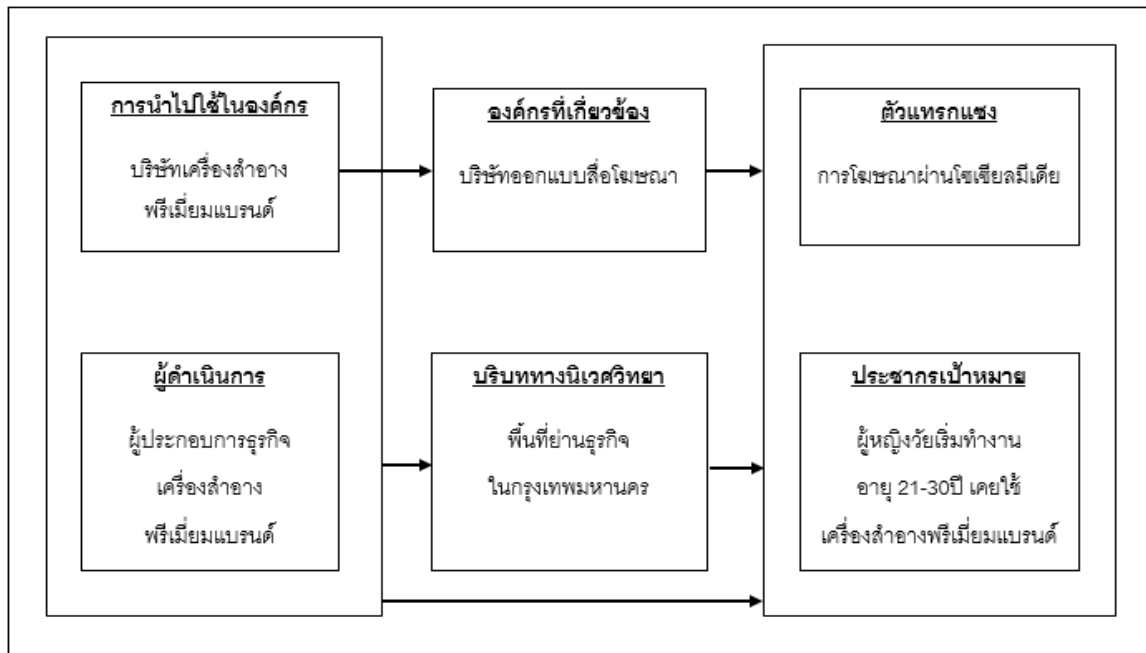 การนำไปใช้ในองค์กร
บริษัทเครื่องสำอาง
พรีเมี่ยมแบรนด์
องค์กรที่เกี่ยวข้อง
บริษัทออกแบบสื่อโฆษณา
ตัวแทรกแซง
การโฆษณาผ่านโซเซียลมีเดีย
ผู้ดำเนินการ
ผู้ประกอบการธุรกิจ
เครื่องสำอาง
พรีเมี่ยมแบรนด์
บริบททางนิเวศวิทยา
พื้นที่ย่านธุรกิจ
ในกรุงเทพมหานคร
ประชากรเป้าหมาย
ผู้หญิงวัยเริ่มทำงาน
อายุ 21-30ปี เคยใช้
เครื่องสำอางพรีเมี่ยมแบรนด์